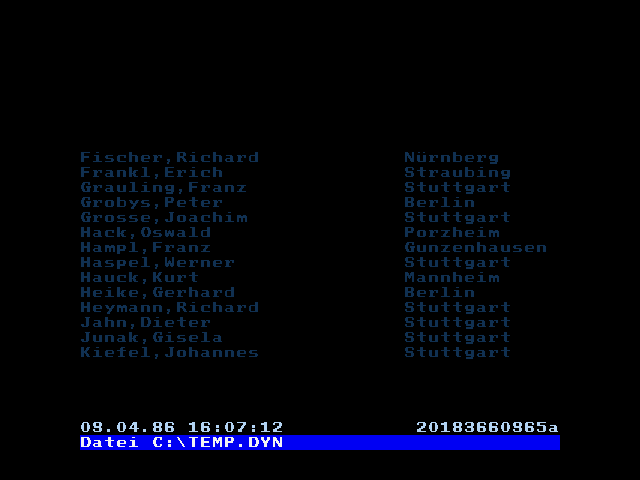 Fischer,Richard Nürnberg
Frankl,Erich Straubing
Grauling,Franz Stuttgart
Grobys,Peter Berlin
Grosse,Joachim Stuttgart
Hack,Oswald Porzheim
Hampl,Franz Gunzenhausen
Haspel,Werner Stuttgart
Hauck,Kurt Mannheim
Heike,Gerhard Berlin
Heymann,Richard Stuttgart
Jahn,Dieter Stuttgart
Junak,Gisela Stuttgart
Kiefel,Johannes Stuttgart
09.04.86 16:07:12 20183660965a
Datei C:\TEMP.DYN